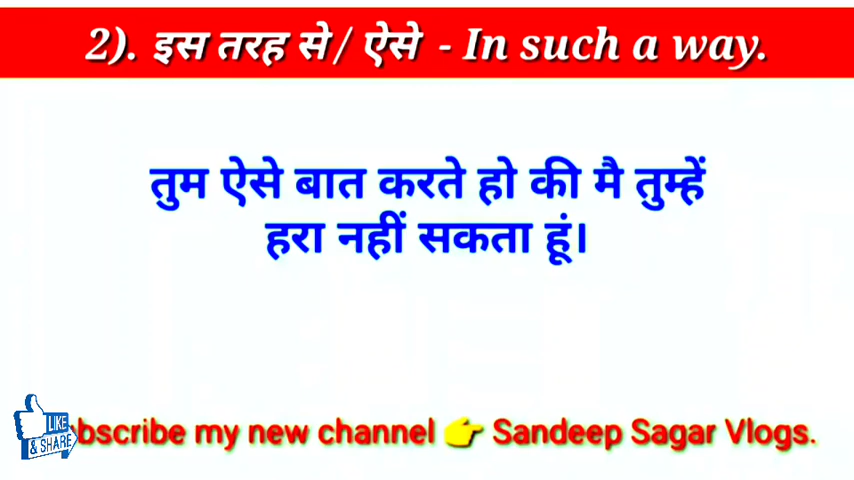 2). इस तरह से/ ऐसे - In such a way.
तुम ऐसे बात करते हो की मै तुम्हें
हरा नहीं सकता हूं।
LIKE
& SHARE
ubscribe my new channel 👉 Sandeep Sagar Vlogs.